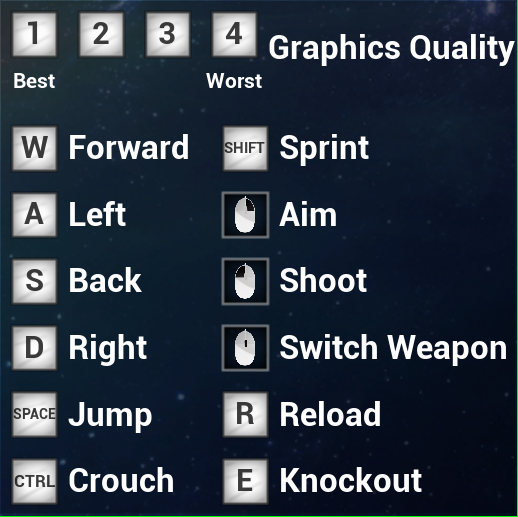 1 2 3 4 Graphics Quality
Best Worst
W Forward SHIFT Sprint
A Left Aim
S Back Shoot
D Right Switch Weapon
SPACE Jump R Reload
CTRL Crouch E Knockout